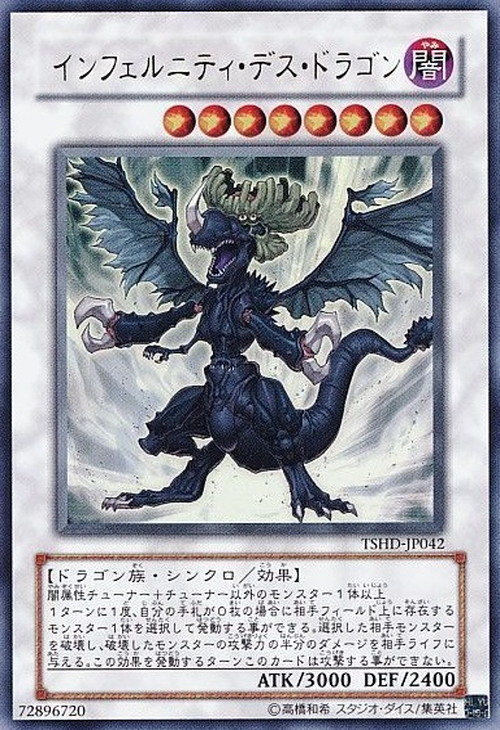 インフェルニティ・デス・ドラゴン
闇
TSHD-JP042
【ドラゴン族・シンクロ/効果】
闇属性チューナー+チューナー以外のモンスター1体以上
1ターンに1度、自分の手札が0枚の場合に相手フィールド上に存在する
モンスター1体を選択して発動する事ができる。選択した相手モンスター
を破壊し、破壊したモンスターの攻撃力の半分のダメージを相手ライフに
与える。この効果を発動するターンこのカードは攻撃する事ができない。
ATK/3000 DEF/2400
72896720 ©高橋和希 スタジオ・ダイス/集英社